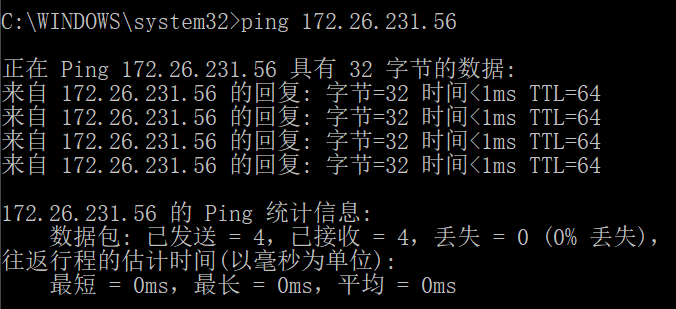 C:\WINDOWS\system32>ping 172.26.231.56
正在 Ping 172.26.231.56 具有 32 字节的数据:
来自 172.26.231.56 的回复: 字节=32 时间<1ms TTL=64
来自 172.26.231.56 的回复: 字节=32 时间<1ms TTL=64
来自 172.26.231.56 的回复: 字节=32 时间<1ms TTL=64
来自 172.26.231.56 的回复: 字节=32 时间<1ms TTL=64
172.26.231.56 的 Ping 统计信息:
数据包: 已发送 = 4，已接收 = 4，丢失 = 0 (0% 丢失)，
往返行程的估计时间(以毫秒为单位):
最短 = 0ms，最长 = 0ms，平均 = 0ms